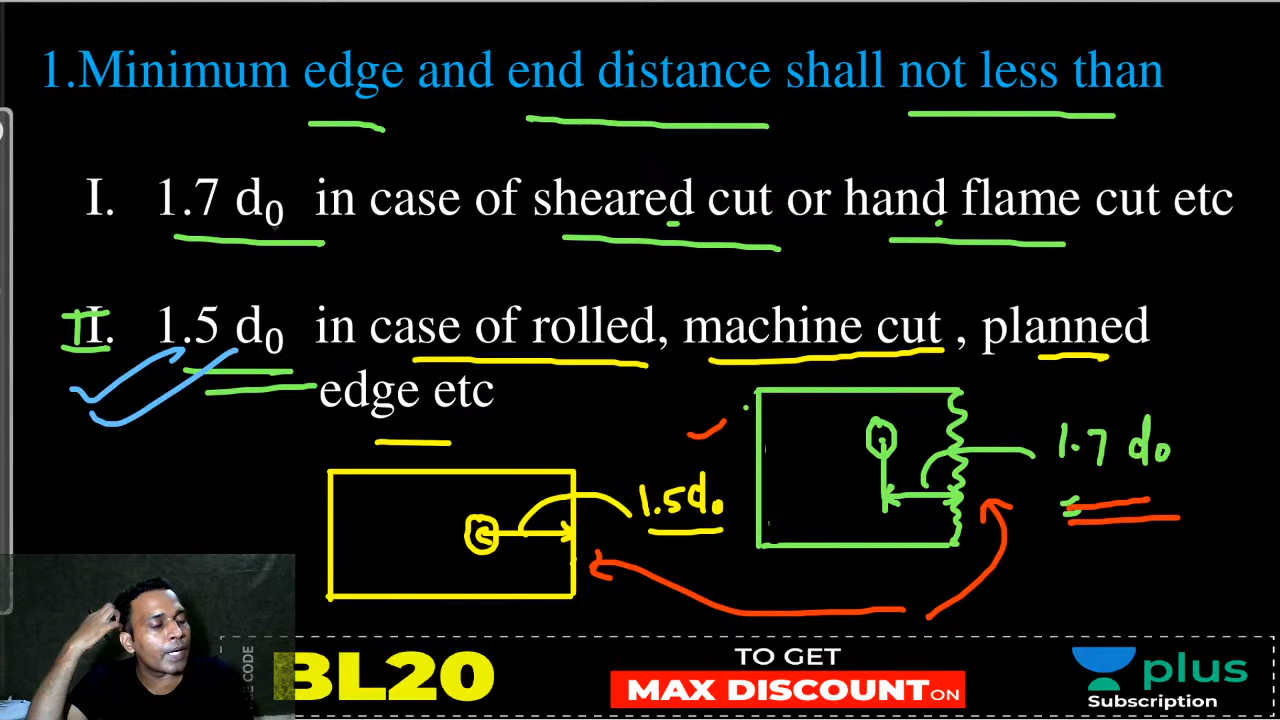 1.Minimum edge and end distance shall not less than
I. 1.7 d₀ in case of sheared cut or hand flame cut etc
II. 1.5 d₀ in case of rolled, machine cut , planned
edge etc
1.7 d₀
1.5d₀
CODE
BL20
TO GET
MAX DISCOUNT ON
plus
Subscription